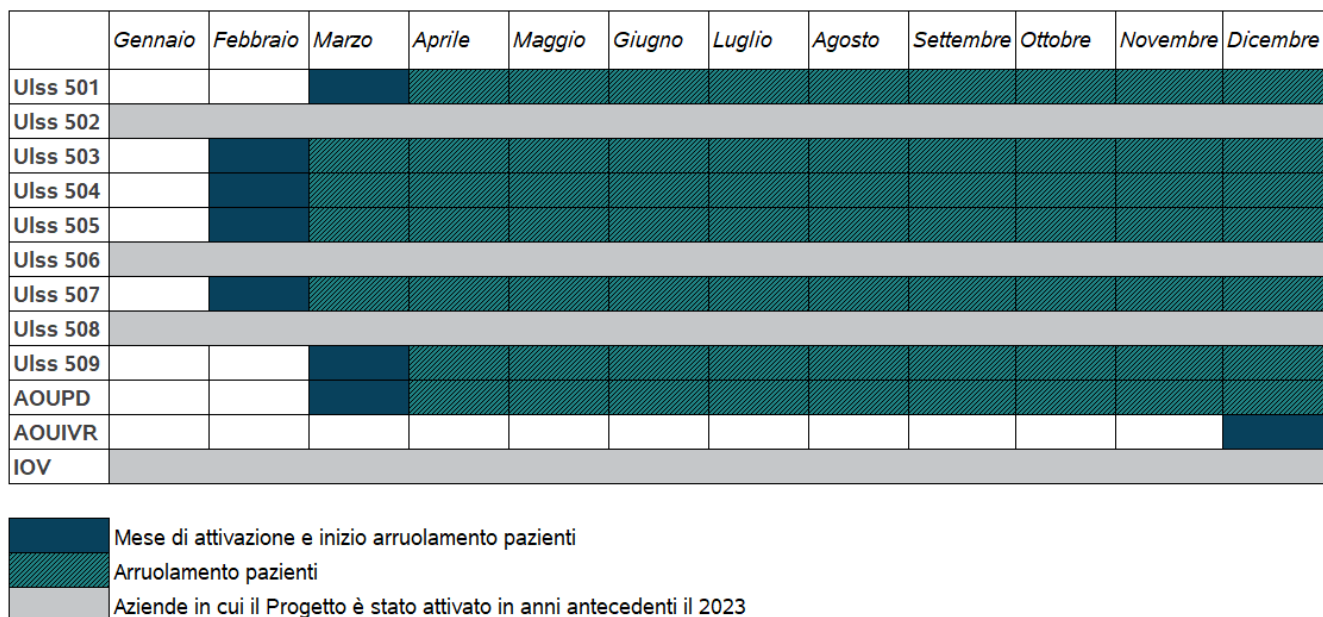 Gennaio Febbraio Marzo Aprile Maggio Giugno Luglio Agosto Settembre Ottobre Novembre Dicembre
Ulss 501
Ulss 502
Ulss 503
Ulss 504
Ulss 505
Ulss 506
Ulss 507
Ulss 508
Ulss 509
AOUPD
AOUIVR
IOV
Mese di attivazione e inizio arruolamento pazienti
Arruolamento pazienti
Aziende in cui il Progetto è stato attivato in anni antecedenti il 2023